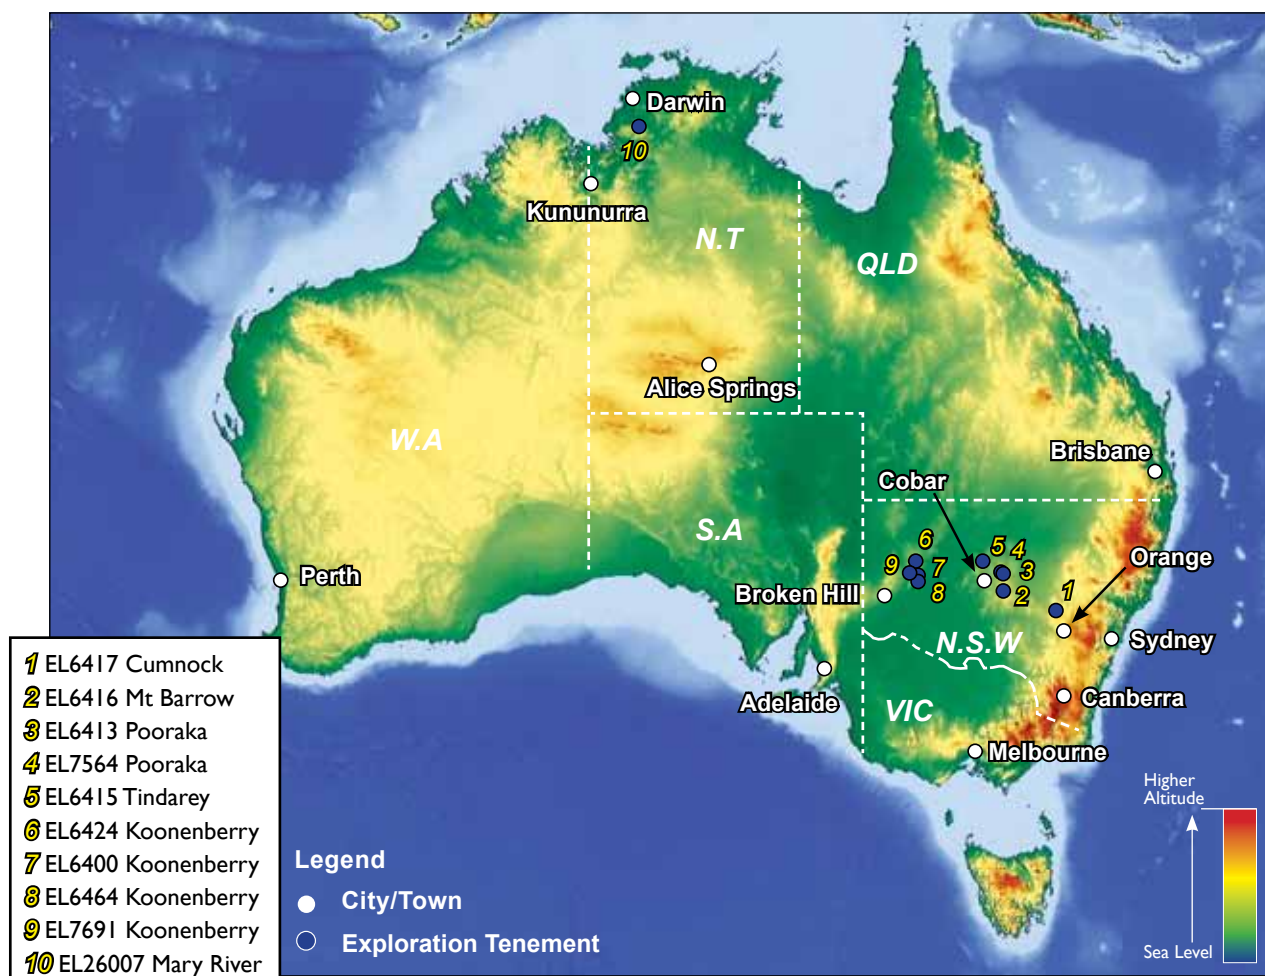 Darwin
10
Kununurra
N.T
QLD
Alice Springs
W.A
Brisbane
Cobar
S.A
6
5
4
Orange
9
7
3
Perth
Broken Hill
8
2
1
N.S.W
Sydney
Adelaide
VIC
Canberra
Melbourne
1 EL6417 Cumnock
2 EL6416 Mt Barrow
3 EL6413 Pooraka
4 EL7564 Pooraka
5 EL6415 Tindarey
6 EL6424 Koonenberry
7 EL6400 Koonenberry
8 EL6464 Koonenberry
9 EL7691 Koonenberry
10 EL26007 Mary River
Legend
City/Town
Exploration Tenement
Higher
Altitude
Sea Level